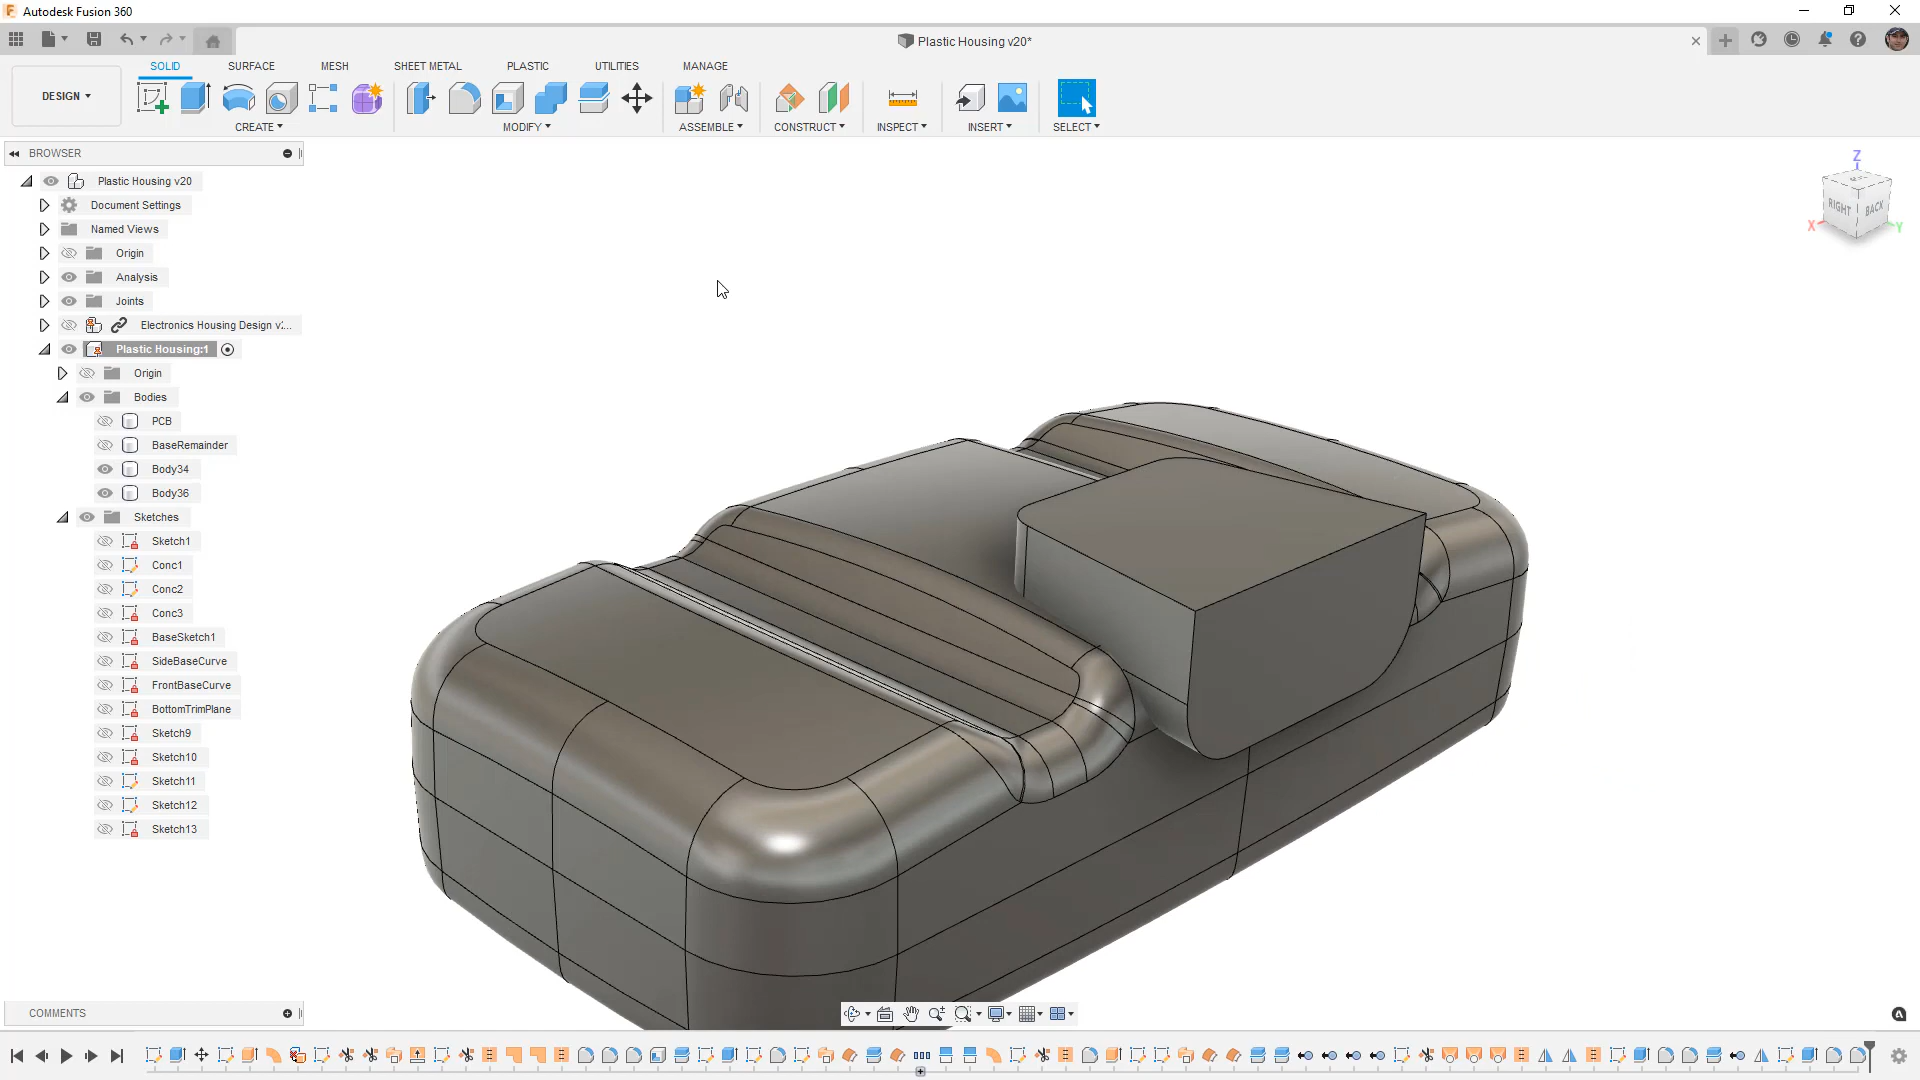 Autodesk Fusion 360
Plastic Housing v20*
DESIGN
SOLID SURFACE MESH SHEET METAL PLASTIC UTILITIES MANAGE
CREATE MODIFY ASSEMBLE CONSTRUCT INSPECT INSERT SELECT
BROWSER
Plastic Housing v20
Document Settings
Named Views
Origin
Analysis
Joints
Electronics Housing Design v...
Plastic Housing:1
Origin
Bodies
PCB
BaseRemainder
Body34
Body36
Sketches
Sketch1
Conc1
Conc2
Conc3
BaseSketch1
SideBaseCurve
FrontBaseCurve
BottomTrimPlane
Sketch9
Sketch10
Sketch11
Sketch12
Sketch13
Z
RIGHT BACK
X Y
COMMENTS